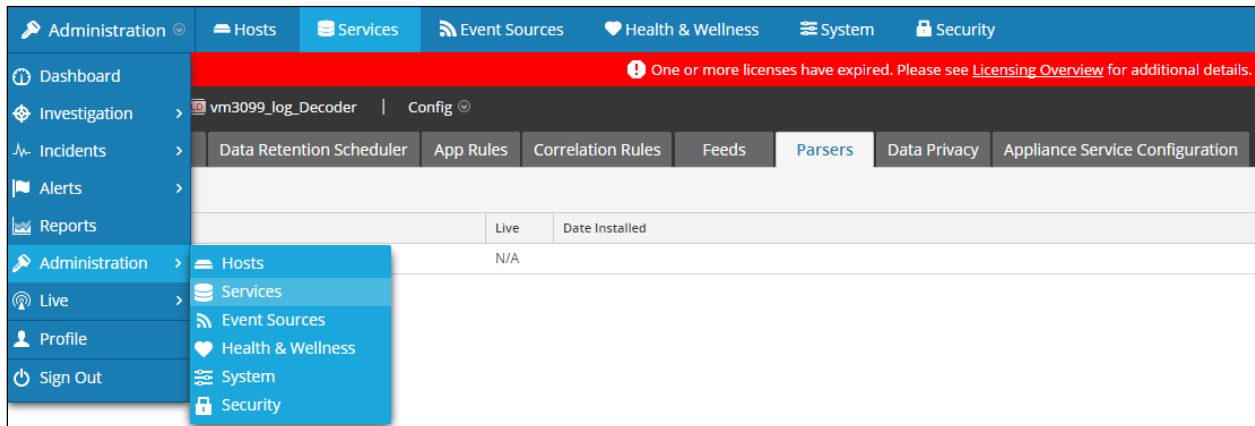 Administration Hosts Services Event Sources Health & Wellness System Security
Dashboard
One or more licenses have expired. Please see Licensing Overview for additional details.
Investigation
LD vm3099_log_Decoder | Config
Incidents
Data Retention Scheduler App Rules Correlation Rules Feeds Parsers Data Privacy Appliance Service Configuration
Alerts
Reports
Live Date Installed
Administration
N/A
Hosts
Live
Services
Event Sources
Profile
Health & Wellness
Sign Out
System
Security